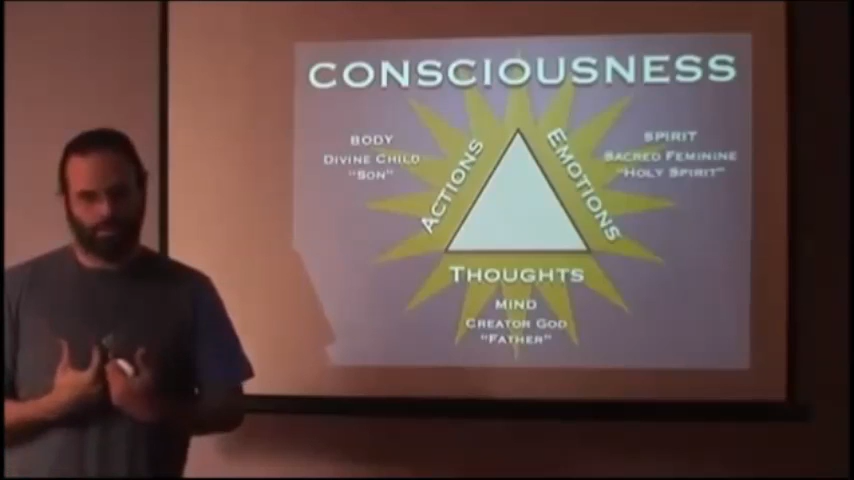 CONSCIOUSNESS
BODY
DIVINE CHILD
"SON"
ACTIONS
EMOTIONS
SPIRIT
SACRED FEMININE
"HOLY SPIRIT"
THOUGHTS
MIND
CREATOR GOD
"FATHER"